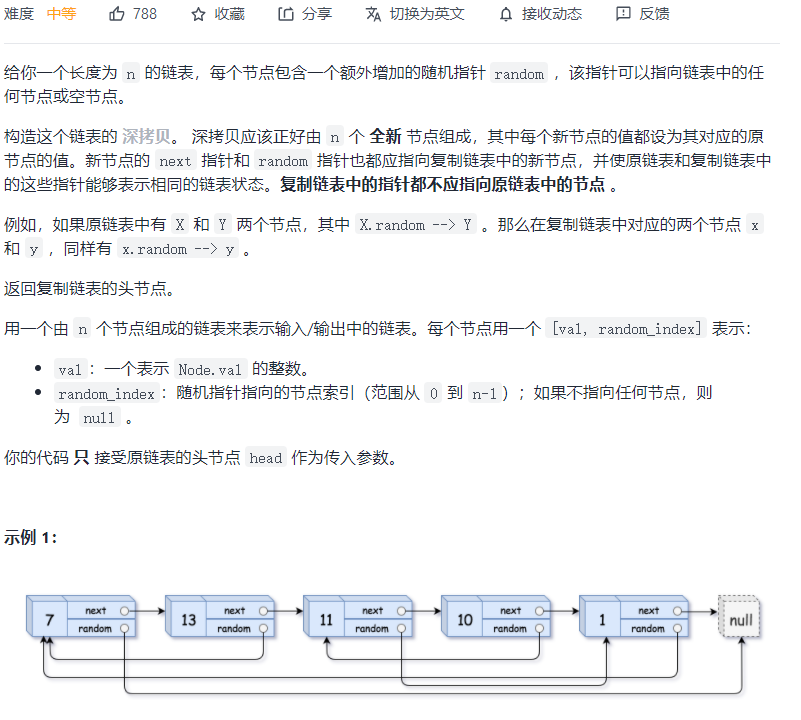 难度 中等 788 收藏 分享 切换为英文 接收动态 反馈
给你一个长度为 n 的链表，每个节点包含一个额外增加的随机指针 random ，该指针可以指向链表中的任
何节点或空节点。
构造这个链表的 深拷贝。 深拷贝应该正好由 n 个 全新 节点组成，其中每个新节点的值都设为其对应的原
节点的值。新节点的 next 指针和 random 指针也都应指向复制链表中的新节点，并使原链表和复制链表中
的这些指针能够表示相同的链表状态。复制链表中的指针都不应指向原链表中的节点 。
例如，如果原链表中有 X 和 Y 两个节点，其中 X.random --> Y 。那么在复制链表中对应的两个节点 x
和 y ，同样有 x.random --> y 。
返回复制链表的头节点。
用一个由 n 个节点组成的链表来表示输入/输出中的链表。每个节点用一个 [val, random_index] 表示：
• val：一个表示 Node.val 的整数。
• random_index：随机指针指向的节点索引（范围从 0 到 n-1）；如果不指向任何节点，则
为 null 。
你的代码 只 接受原链表的头节点 head 作为传入参数。
示例 1：
7 next random 13 next random 11 next random 10 next random 1 next random null